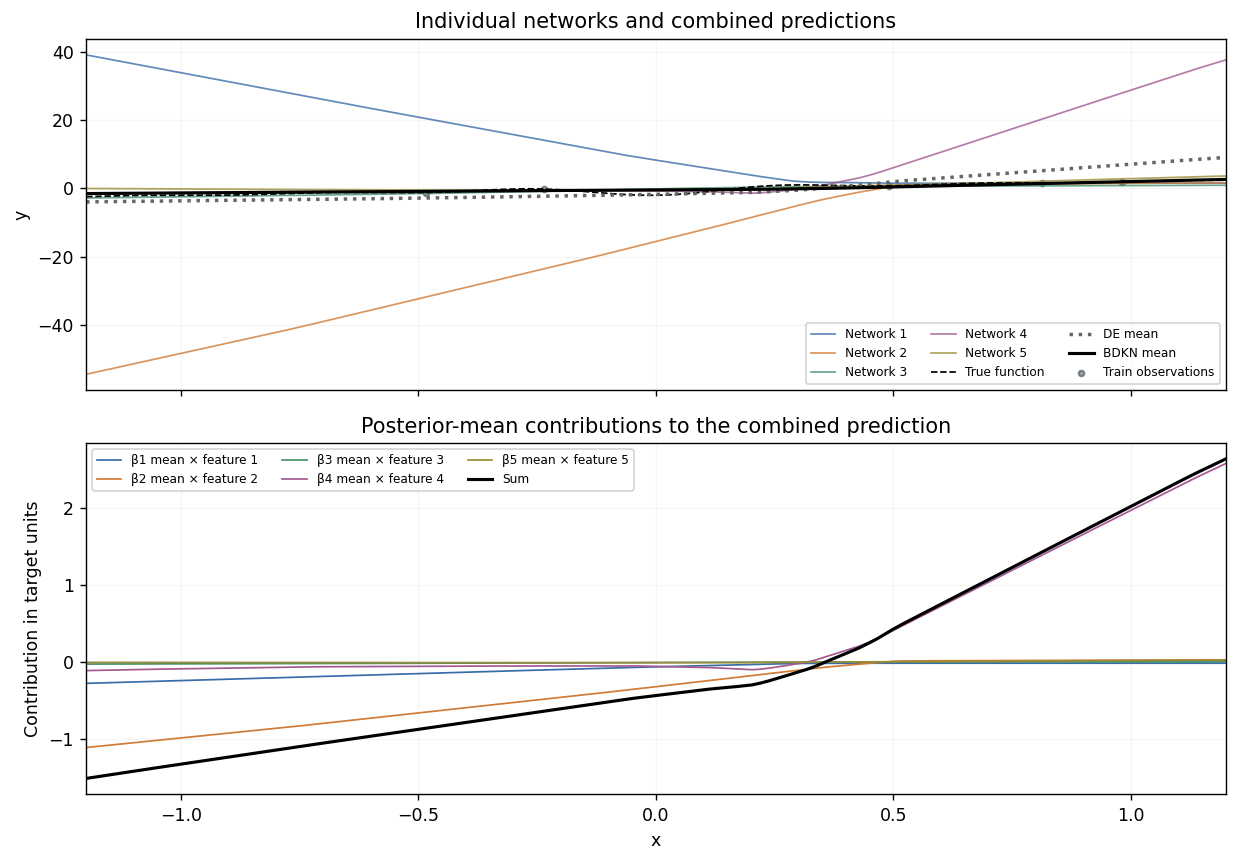 Individual networks and combined predictions
40
20
0
−20
−40
y
Network 1
Network 2
Network 3
Network 4
Network 5
True function
DE mean
BDKN mean
Train observations
Posterior-mean contributions to the combined prediction
β1 mean × feature 1
β2 mean × feature 2
β3 mean × feature 3
β4 mean × feature 4
β5 mean × feature 5
Sum
2
1
0
−1
Contribution in target units
−1.0
−0.5
0.0
0.5
1.0
x